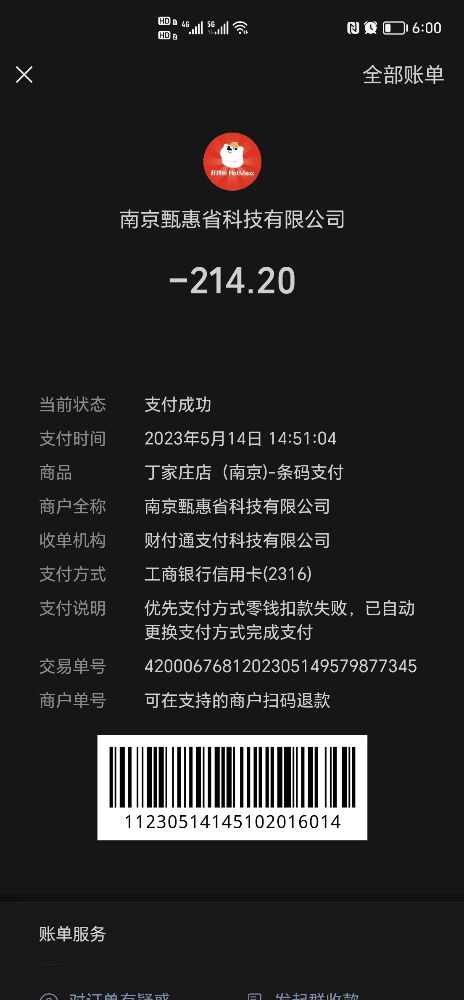 HD 1 4G 5G
HD 2
6:00
全部账单
好特卖 HotMaxx
南京甄惠省科技有限公司
-214.20
当前状态 支付成功
支付时间 2023年5月14日 14:51:04
商品 丁家庄店（南京)-条码支付
商户全称 南京甄惠省科技有限公司
收单机构 财付通支付科技有限公司
支付方式 工商银行信用卡(2316)
支付说明 优先支付方式零钱扣款失败，已自动
更换支付方式完成支付
交易单号 4200067681202305149579877345
商户单号 可在支持的商户扫码退款
11230514145102016014
账单服务
对订单有疑惑 发起群收款